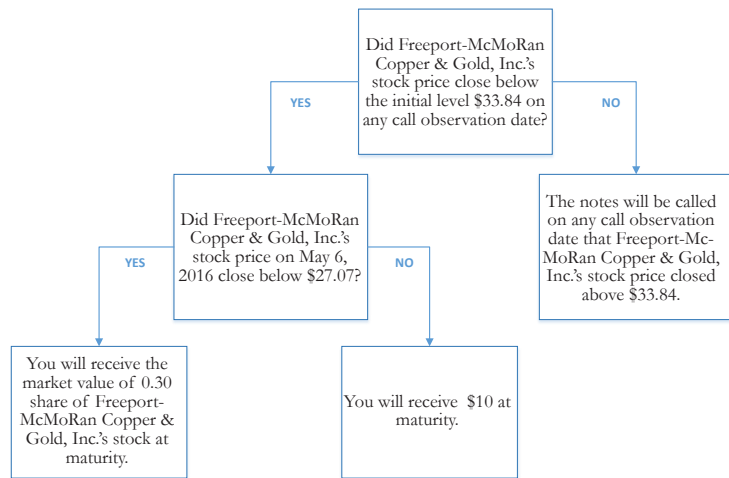 Did Freeport-McMoRan
Copper & Gold, Inc.'s
stock price close below
the initial level $33.84 on
any call observation date?
YES
NO
Did Freeport-McMoRan
Copper & Gold, Inc.'s
stock price on May 6,
2016 close below $27.07?
The notes will be called
on any call observation
date that Freeport-Mc-
MoRan Copper & Gold,
Inc.'s stock price closed
above $33.84.
YES
NO
You will receive the
market value of 0.30
share of Freeport-
McMoRan Copper &
Gold, Inc.'s stock at
maturity.
You will receive $10 at
maturity.